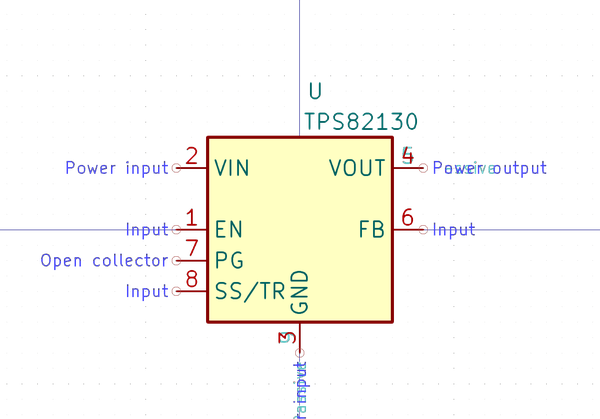 U
TPS82130
Power input 2 VIN VOUT 4 Power output
Input 1 EN FB 6 Input
Open collector 7 PG
Input 8 SS/TR
GND
3
input